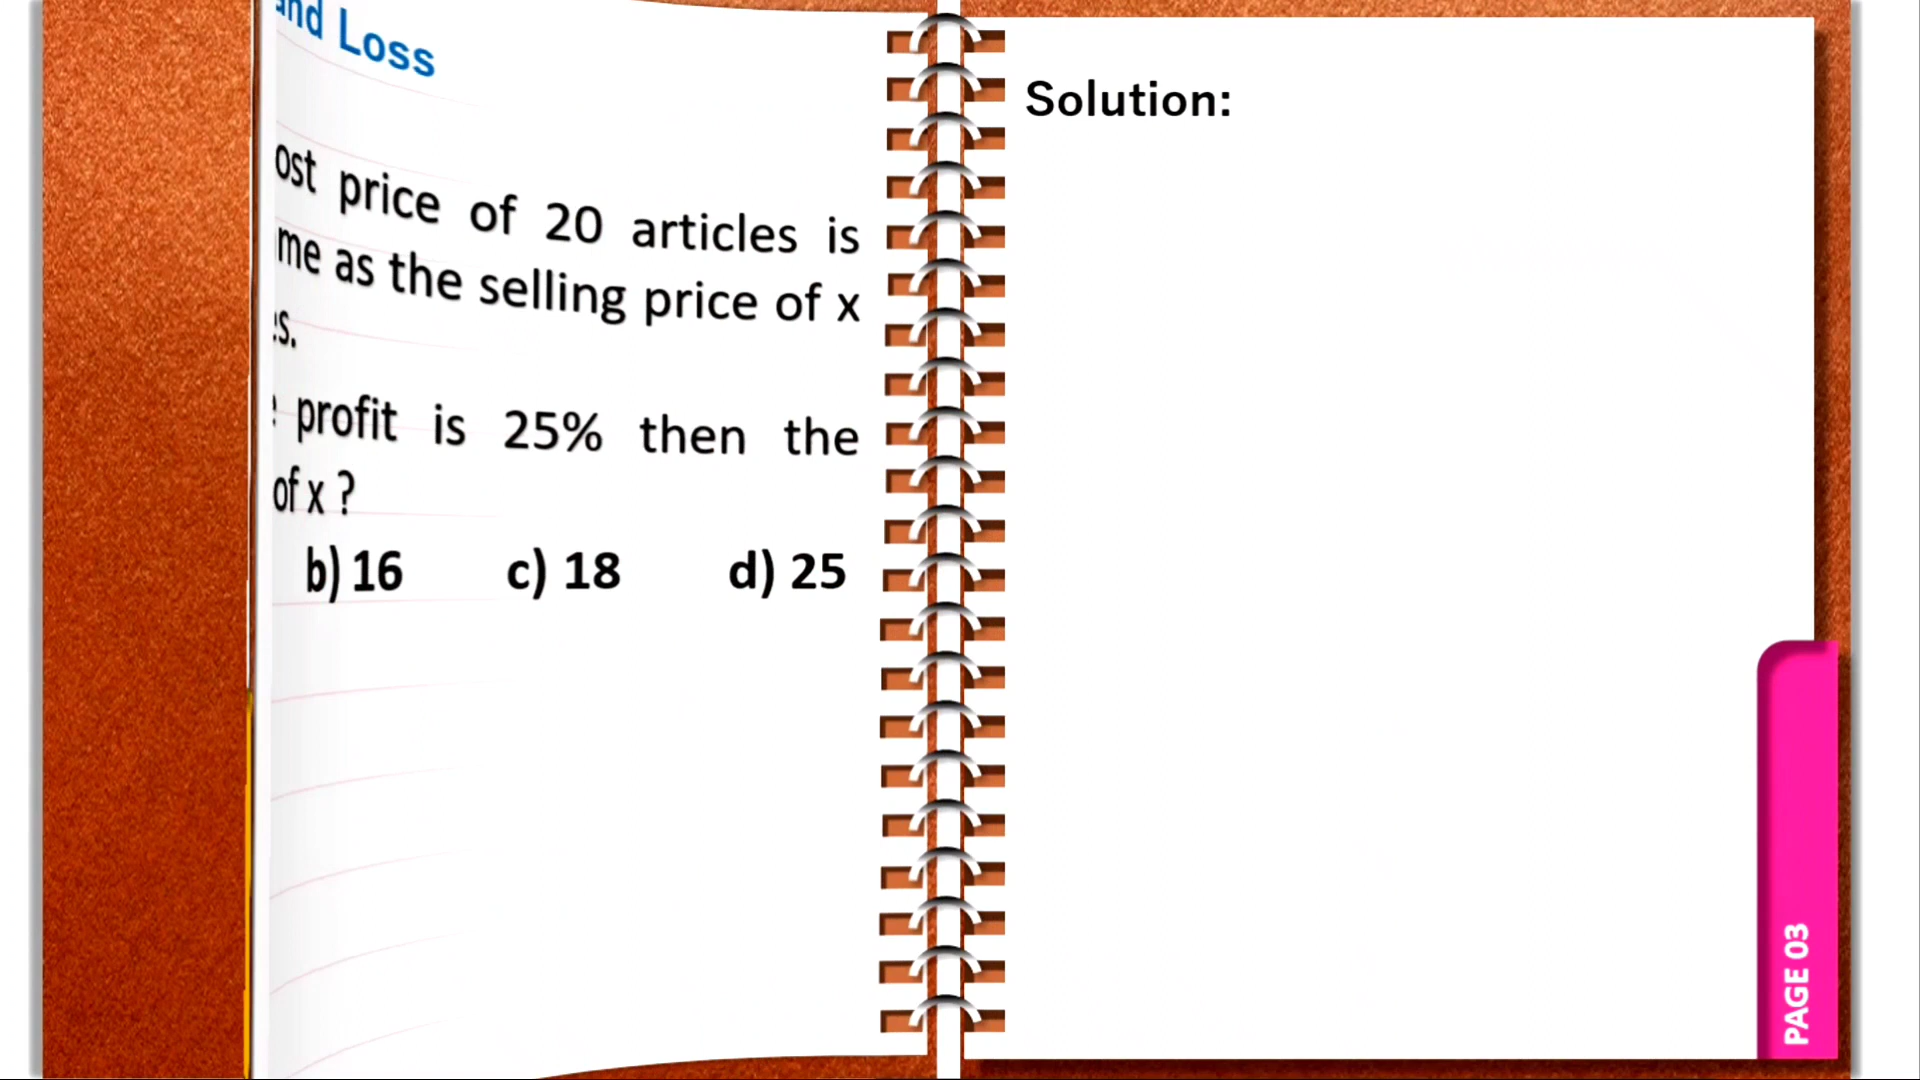 and Loss
ost price of 20 articles is
me as the selling price of x
s.
profit is 25% then the
of x ?
b) 16 c) 18 d) 25
Solution:
PAGE 03